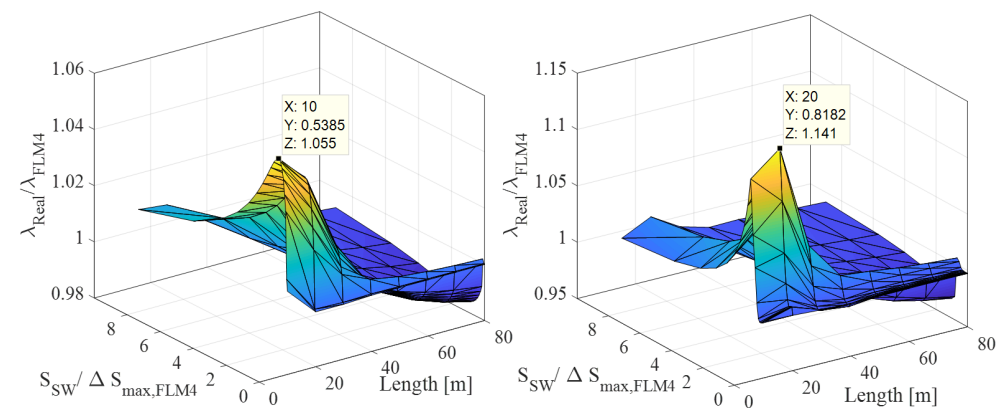 1.06
1.04
1.02
1
0.98
λReal/λFLM4
X: 10
Y: 0.5385
Z: 1.055
8
6
4
2
0
SSW/ Δ Smax,FLM4
0
20
40
60
80
Length [m]
1.15
1.1
1.05
1
0.95
λReal/λFLM4
X: 20
Y: 0.8182
Z: 1.141
8
6
4
2
0
SSW/ Δ Smax,FLM4
0
20
40
60
80
Length [m]